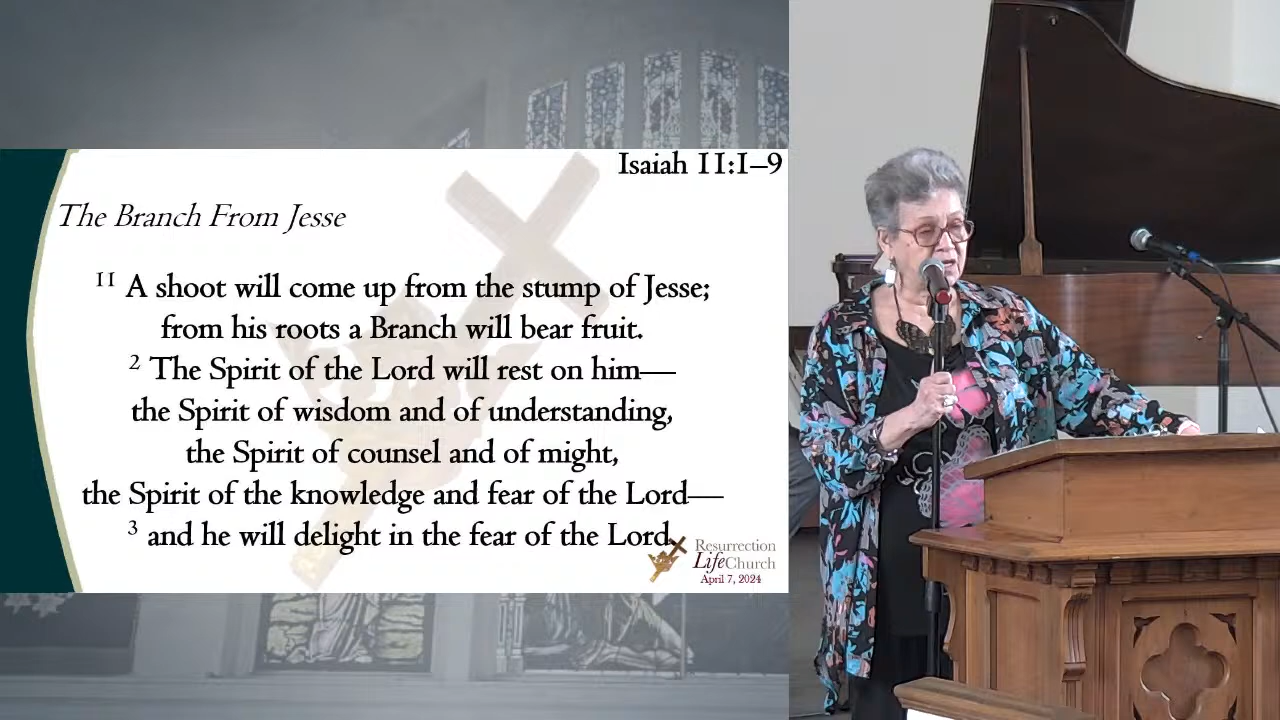 Isaiah 11:1–9
The Branch From Jesse
11 A shoot will come up from the stump of Jesse;
from his roots a Branch will bear fruit.
2 The Spirit of the Lord will rest on him—
the Spirit of wisdom and of understanding,
the Spirit of counsel and of might,
the Spirit of the knowledge and fear of the Lord—
3 and he will delight in the fear of the Lord.
Resurrection
LifeChurch
April 7, 2024